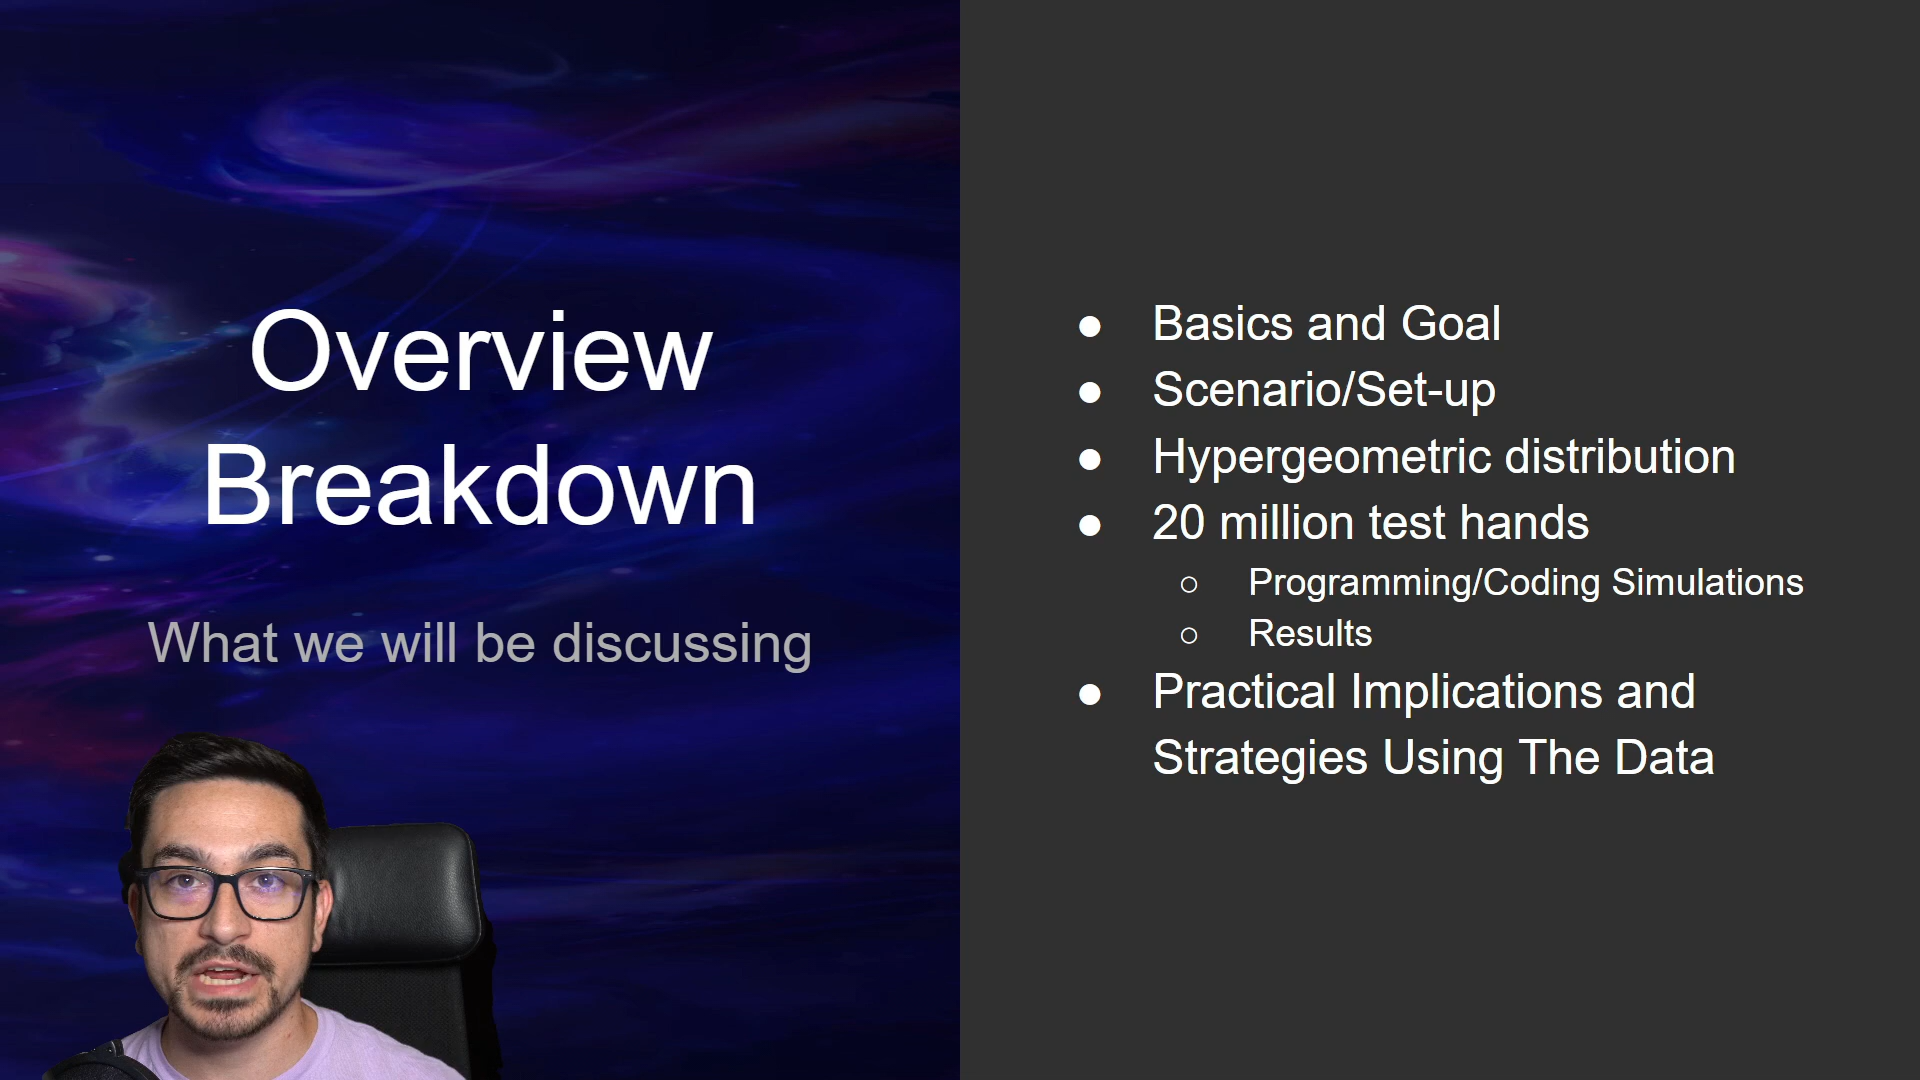 Overview
Breakdown
What we will be discussing
● Basics and Goal
● Scenario/Set-up
● Hypergeometric distribution
● 20 million test hands
○ Programming/Coding Simulations
○ Results
● Practical Implications and
Strategies Using The Data